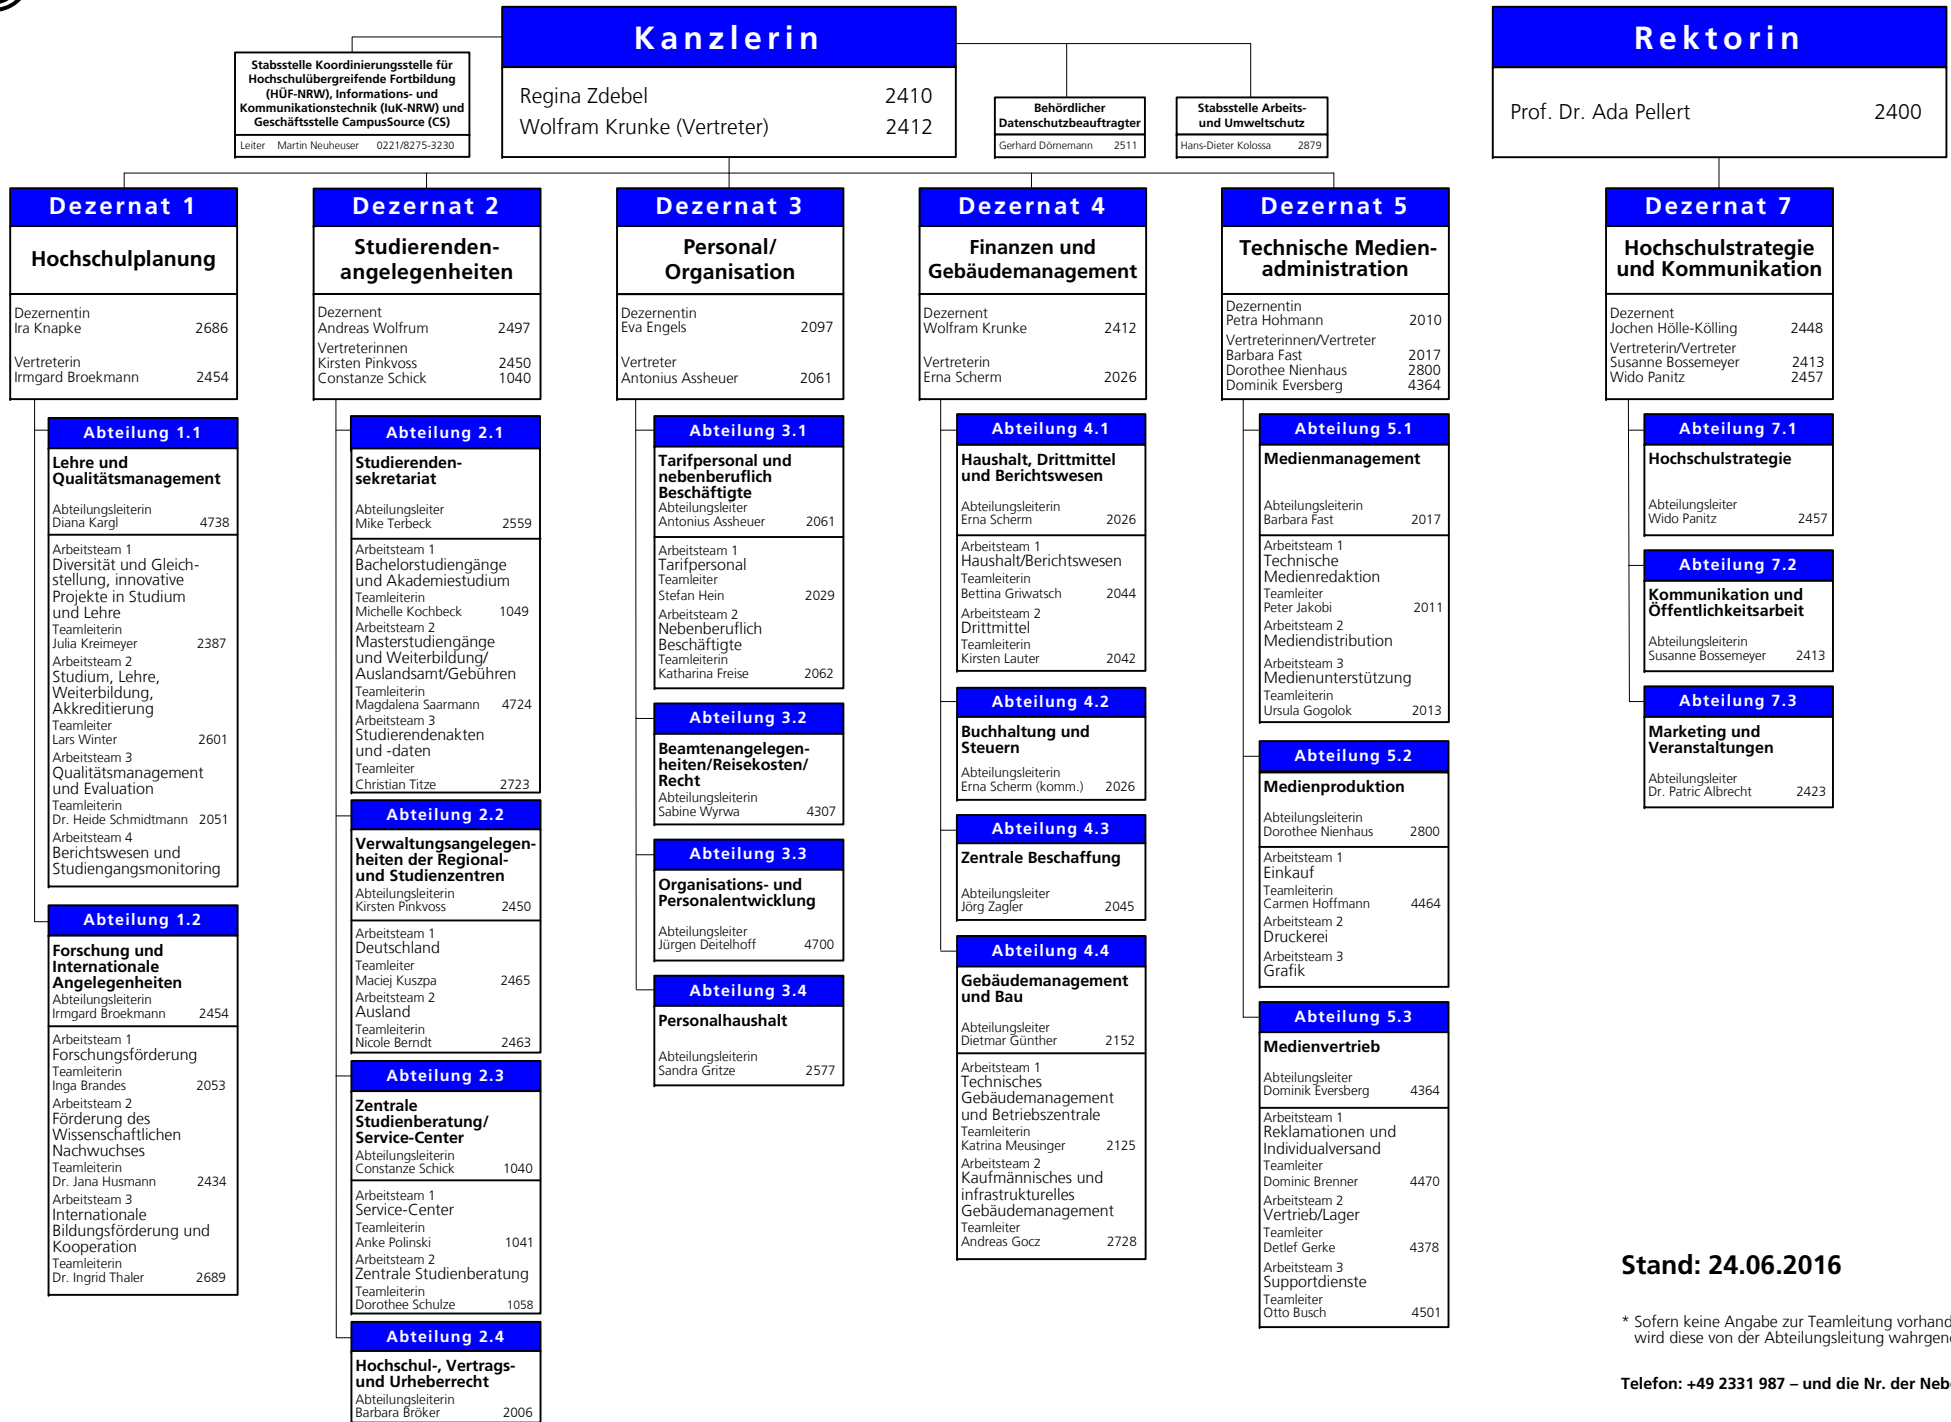 Kanzlerin
Regina Zdebel 2410
Wolfram Krunke (Vertreter) 2412
Stabsstelle Koordinierungsstelle für
Hochschulübergreifende Fortbildung
(HÜF-NRW), Informations- und
Kommunikationstechnik (IuK-NRW) und
Geschäftsstelle CampusSource (CS)
Leiter Martin Neuheuser 0221/8275-3230
Behördlicher
Datenschutzbeauftragter
Gerhard Dörnemann 2511
Stabsstelle Arbeits-
und Umweltschutz
Hans-Dieter Kolossa 2879
Rektorin
Prof. Dr. Ada Pellert 2400
Dezernat 1
Hochschulplanung
Dezernentin
Ira Knapke 2686
Vertreterin
Irmgard Broekmann 2454
Abteilung 1.1
Lehre und
Qualitätsmanagement
Abteilungsleiterin
Diana Kargl 4738
Arbeitsteam 1
Diversität und Gleich-
stellung, innovative
Projekte in Studium
und Lehre
Teamleiterin
Julia Kreimeyer 2387
Arbeitsteam 2
Studium, Lehre,
Weiterbildung,
Akkreditierung
Teamleiter
Lars Winter 2601
Arbeitsteam 3
Qualitätsmanagement
und Evaluation
Teamleiterin
Dr. Heide Schmidtmann 2051
Arbeitsteam 4
Berichtswesen und
Studiengangsmonitoring
Abteilung 1.2
Forschung und
Internationale
Angelegenheiten
Abteilungsleiterin
Irmgard Broekmann 2454
Arbeitsteam 1
Forschungsförderung
Teamleiterin
Inga Brandes 2053
Arbeitsteam 2
Förderung des
Wissenschaftlichen
Nachwuchses
Teamleiterin
Dr. Jana Husmann 2434
Arbeitsteam 3
Internationale
Bildungsförderung und
Kooperation
Teamleiterin
Dr. Ingrid Thaler 2689
Dezernat 2
Studierenden-
angelegenheiten
Dezernent
Andreas Wolfrum 2497
Vertreterinnen
Kirsten Pinkvoss 2450
Constanze Schick 1040
Abteilung 2.1
Studierenden-
sekretariat
Abteilungsleiter
Mike Terbeck 2559
Arbeitsteam 1
Bachelorstudiengänge
und Akademiestudium
Teamleiterin
Michelle Kochbeck 1049
Arbeitsteam 2
Masterstudiengänge
und Weiterbildung/
Auslandsamt/Gebühren
Teamleiterin
Magdalena Saarmann 4724
Arbeitsteam 3
Studierendenakten
und -daten
Teamleiter
Christian Titze 2723
Abteilung 2.2
Verwaltungsangelegen-
heiten der Regional-
und Studienzentren
Abteilungsleiterin
Kirsten Pinkvoss 2450
Arbeitsteam 1
Deutschland
Teamleiter
Maciej Kuszpa 2465
Arbeitsteam 2
Ausland
Teamleiterin
Nicole Berndt 2463
Abteilung 2.3
Zentrale
Studienberatung/
Service-Center
Abteilungsleiterin
Constanze Schick 1040
Arbeitsteam 1
Service-Center
Teamleiterin
Anke Polinski 1041
Arbeitsteam 2
Zentrale Studienberatung
Teamleiterin
Dorothee Schulze 1058
Abteilung 2.4
Hochschul-, Vertrags-
und Urheberrecht
Abteilungsleiterin
Barbara Bröker 2006
Dezernat 3
Personal/
Organisation
Dezernentin
Eva Engels 2097
Vertreter
Antonius Assheuer 2061
Abteilung 3.1
Tarifpersonal und
nebenberuflich
Beschäftigte
Abteilungsleiter
Antonius Assheuer 2061
Arbeitsteam 1
Tarifpersonal
Teamleiter
Stefan Hein 2029
Arbeitsteam 2
Nebenberuflich
Beschäftigte
Teamleiterin
Katharina Freise 2062
Abteilung 3.2
Beamtenangelegen-
heiten/Reisekosten/
Recht
Abteilungsleiterin
Sabine Wyrwa 4307
Abteilung 3.3
Organisations- und
Personalentwicklung
Abteilungsleiter
Jürgen Deitelhoff 4700
Abteilung 3.4
Personalhaushalt
Abteilungsleiterin
Sandra Gritze 2577
Dezernat 4
Finanzen und
Gebäudemanagement
Dezernent
Wolfram Krunke 2412
Vertreterin
Erna Scherm 2026
Abteilung 4.1
Haushalt, Drittmittel
und Berichtswesen
Abteilungsleiterin
Erna Scherm 2026
Arbeitsteam 1
Haushalt/Berichtswesen
Teamleiterin
Bettina Griwatsch 2044
Arbeitsteam 2
Drittmittel
Teamleiterin
Kirsten Lauter 2042
Abteilung 4.2
Buchhaltung und
Steuern
Abteilungsleiterin
Erna Scherm (komm.) 2026
Abteilung 4.3
Zentrale Beschaffung
Abteilungsleiter
Jörg Zagler 2045
Abteilung 4.4
Gebäudemanagement
und Bau
Abteilungsleiter
Dietmar Günther 2152
Arbeitsteam 1
Technisches
Gebäudemanagement
und Betriebszentrale
Teamleiterin
Katrina Meusinger 2125
Arbeitsteam 2
Kaufmännisches und
infrastrukturelles
Gebäudemanagement
Teamleiter
Andreas Gocz 2728
Dezernat 5
Technische Medien-
administration
Dezernentin
Petra Hohmann 2010
Vertreterinnen/Vertreter
Barbara Fast 2017
Dorothee Nienhaus 2800
Dominik Eversberg 4364
Abteilung 5.1
Medienmanagement
Abteilungsleiterin
Barbara Fast 2017
Arbeitsteam 1
Technische
Medienredaktion
Teamleiter
Peter Jakobi 2011
Arbeitsteam 2
Mediendistribution
Arbeitsteam 3
Medienunterstützung
Teamleiterin
Ursula Gogolok 2013
Abteilung 5.2
Medienproduktion
Abteilungsleiterin
Dorothee Nienhaus 2800
Arbeitsteam 1
Einkauf
Teamleiterin
Carmen Hoffmann 4464
Arbeitsteam 2
Druckerei
Arbeitsteam 3
Grafik
Abteilung 5.3
Medienvertrieb
Abteilungsleiter
Dominik Eversberg 4364
Arbeitsteam 1
Reklamationen und
Individualversand
Teamleiter
Dominic Brenner 4470
Arbeitsteam 2
Vertrieb/Lager
Teamleiter
Detlef Gerke 4378
Arbeitsteam 3
Supportdienste
Teamleiter
Otto Busch 4501
Dezernat 7
Hochschulstrategie
und Kommunikation
Dezernent
Jochen Hölle-Kölling 2448
Vertreterin/Vertreter
Susanne Bossemeyer 2413
Wido Panitz 2457
Abteilung 7.1
Hochschulstrategie
Abteilungsleiter
Wido Panitz 2457
Abteilung 7.2
Kommunikation und
Öffentlichkeitsarbeit
Abteilungsleiterin
Susanne Bossemeyer 2413
Abteilung 7.3
Marketing und
Veranstaltungen
Abteilungsleiter
Dr. Patric Albrecht 2423
Stand: 24.06.2016
* Sofern keine Angabe zur Teamleitung vorhand
wird diese von der Abteilungsleitung wahrgen
Telefon: +49 2331 987 – und die Nr. der Neb